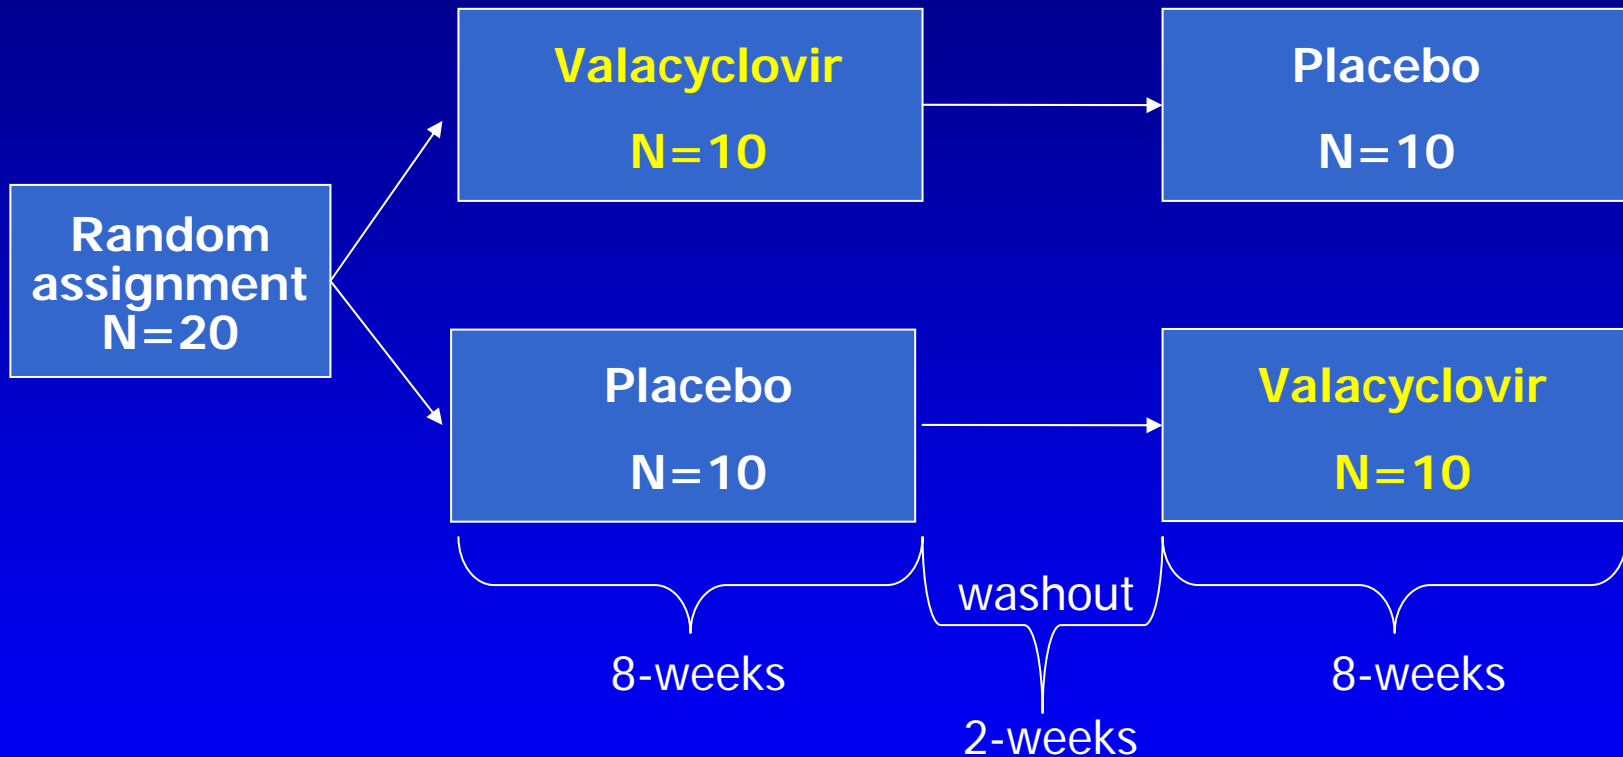 Random
assignment
N=20
Valacyclovir
N=10
Placebo
N=10
Placebo
N=10
Valacyclovir
N=10
8-weeks
washout
2-weeks
8-weeks